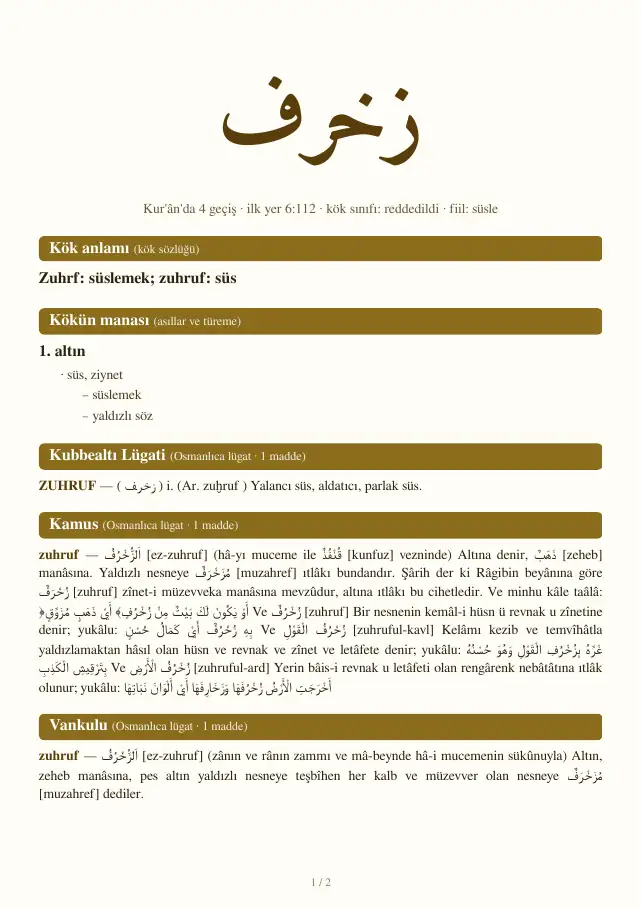 زخرف
Kur'ân'da 4 geçiş · ilk yer 6:112 · kök sınıfı: reddedildi · fiil: süsle
Kök anlamı (kök sözlüğü)
Zuhrf: süslemek; zuhruf: süs
Kökün manası (asıllar ve türeme)
1. altın
· süs, ziynet
– süslemek
– yaldızlı söz
Kubbealtı Lügati (Osmanlıca lügat · 1 madde)
ZUHRUF — ( زخرف ) i. (Ar. zuḫruf ) Yalancı süs, aldatıcı, parlak süs.
Kamus (Osmanlıca lügat · 1 madde)
zuhruf — اَلزُّخْرُفُ [ez-zuhruf] (hâ-yı muceme ile قُنْفُذٌ [kunfuz] vezninde) Altına denir, ذَهَبٌ [zeheb]
manâsına. Yaldızlı nesneye مُزَخْرَفٌ [muzahref] ıtlâkı bundandır. Şârih der ki Râgibin beyânına göre
زُخْرُفٌ [zuhruf] zînet-i müzevveka manâsına mevzûdur, altına ıtlâkı bu cihetledir. Ve minhu kâle taâlâ:
﴿أَوْ يَكُونَ لَكَ بَيْتٌ مِنْ زُخْرُفٍ﴾ أَيْ ذَهَبٍ مُزَوَّقٍ Ve زُخْرُفٌ [zuhruf] Bir nesnenin kemâl-i hüsn ü revnak u zînetine
denir; yukâlu: بِهِ زُخْرُفٌ أَيْ كَمَالُ حُسْنٍ Ve زُخْرُفُ الْقَوْلِ [zuhruful-kavl] Kelâmı kezib ve temvîhâtla
yaldızlamaktan hâsıl olan hüsn ve revnak ve zînet ve letâfete denir; yukâlu: غَرَّهُ بِزُخْرُفِ الْقَوْلِ وَهُوَ حُسْنُهُ
بِتَرْقِيشِ الْكَذِبِ Ve زُخْرُفُ الْأَرْضِ [zuhruful-ard] Yerin bâis-i revnak u letâfeti olan rengârenk nebâtâtına ıtlâk
olunur; yukâlu: أَخْرَجَتِ الْأَرْضُ زُخْرُفَهَا وَزَخَارِفَهَا أَيْ أَلْوَانَ نَبَاتِهَا
Vankulu (Osmanlıca lügat · 1 madde)
zuhruf — اَلزُّخْرُفُ [ez-zuhruf] (zânın ve rânın zammı ve mâ-beynde hâ-i mucemenin sükûnuyla) Altın,
zeheb manâsına, pes altın yaldızlı nesneye teşbîhen her kalb ve müzevver olan nesneye مُزَخْرَفٌ
[muzahref] dediler.
1 / 2